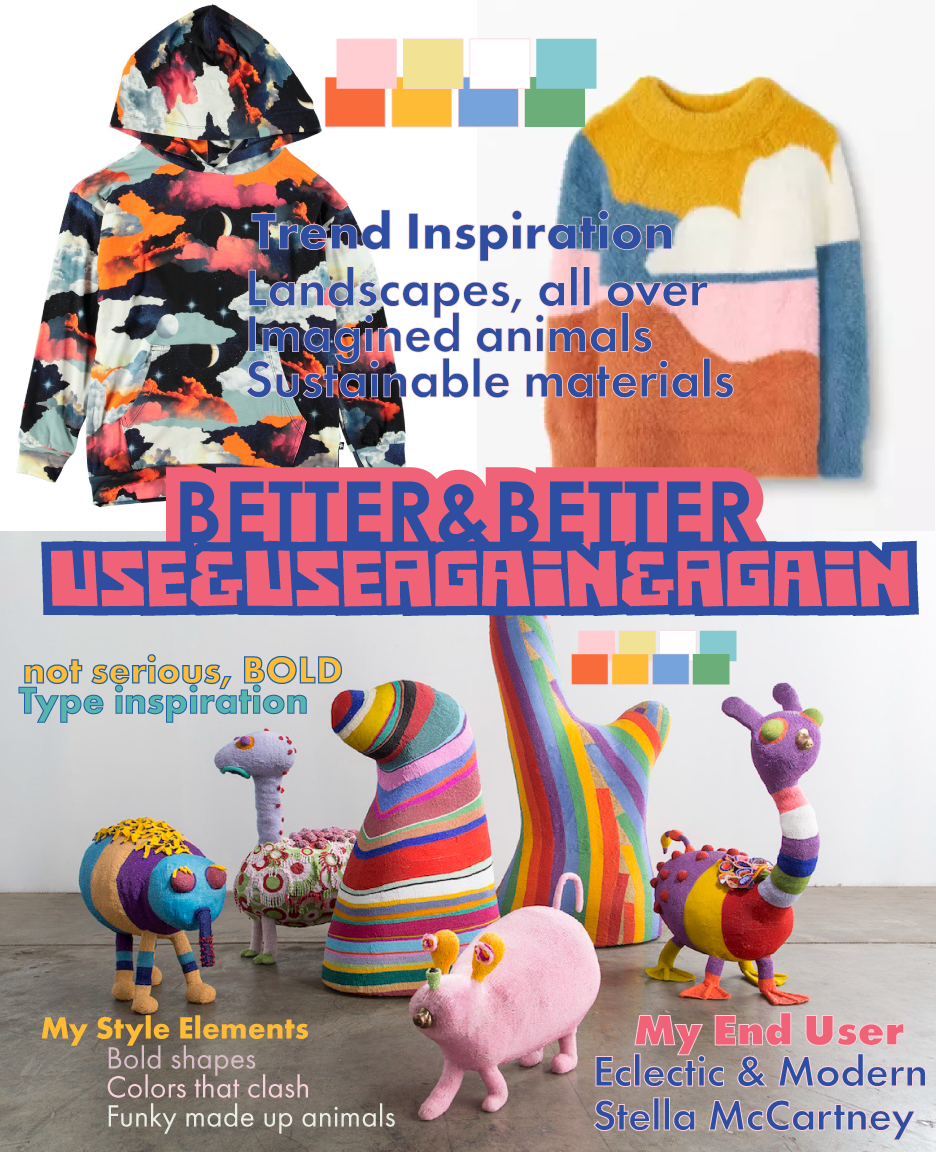 Trend Inspiration
Landscapes, all over
Imagined animals
Sustainable materials
BETTER&BETTER
USE&USEAGAiN&AGAiN
not serious, BOLD
Type inspiration
My Style Elements
Bold shapes
Colors that clash
Funky made up animals
My End User
Eclectic & Modern
Stella McCartney